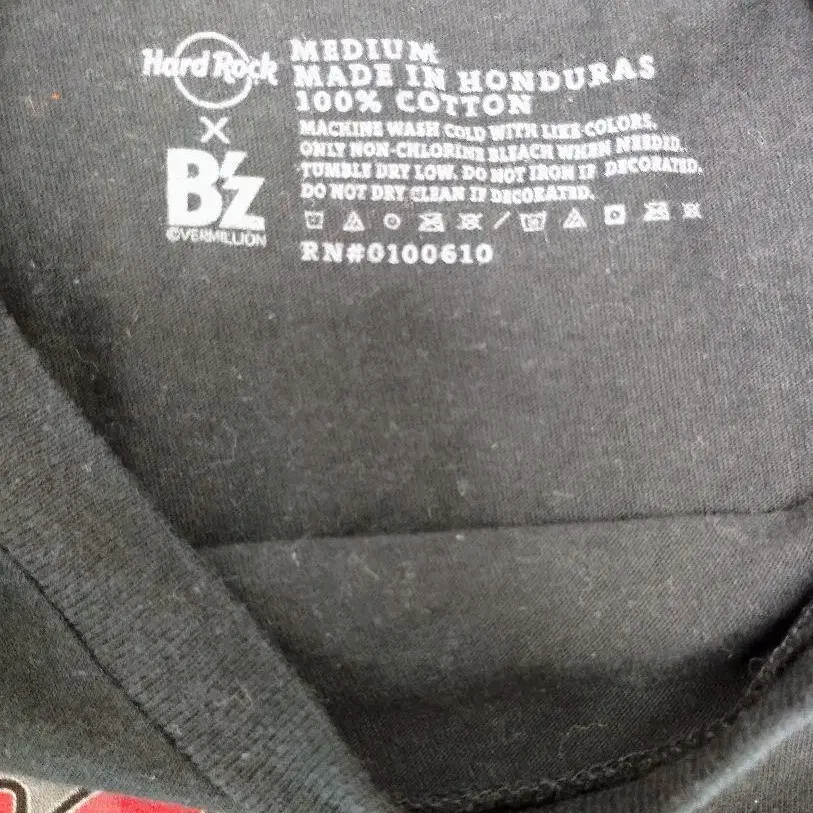 Hard Rock
X
B'z
©VERMILLION
MEDIUM
MADE IN HONDURAS
100% COTTON
MACHINE WASH COLD WITH LIKE COLORS.
ONLY NON-CHLORINE BLEACH WHEN NEEDED.
TUMBLE DRY LOW. DO NOT IRON IF DECORATED.
DO NOT DRY CLEAN IF DECORATED.
RN#0100610